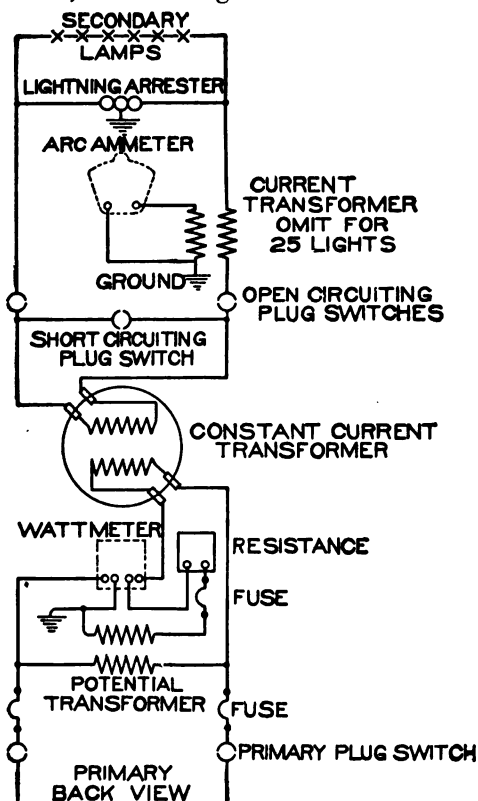 SECONDARY
LAMPS
LIGHTNING ARRESTER
ARC AMMETER
CURRENT
TRANSFORMER
OMIT FOR
25 LIGHTS
GROUND
OPEN CIRCUITING
PLUG SWITCHES
SHORT CIRCUITING
PLUG SWITCH
CONSTANT CURRENT
TRANSFORMER
WATTMETER
RESISTANCE
FUSE
POTENTIAL
TRANSFORMER
FUSE
PRIMARY PLUG SWITCH
PRIMARY
BACK VIEW